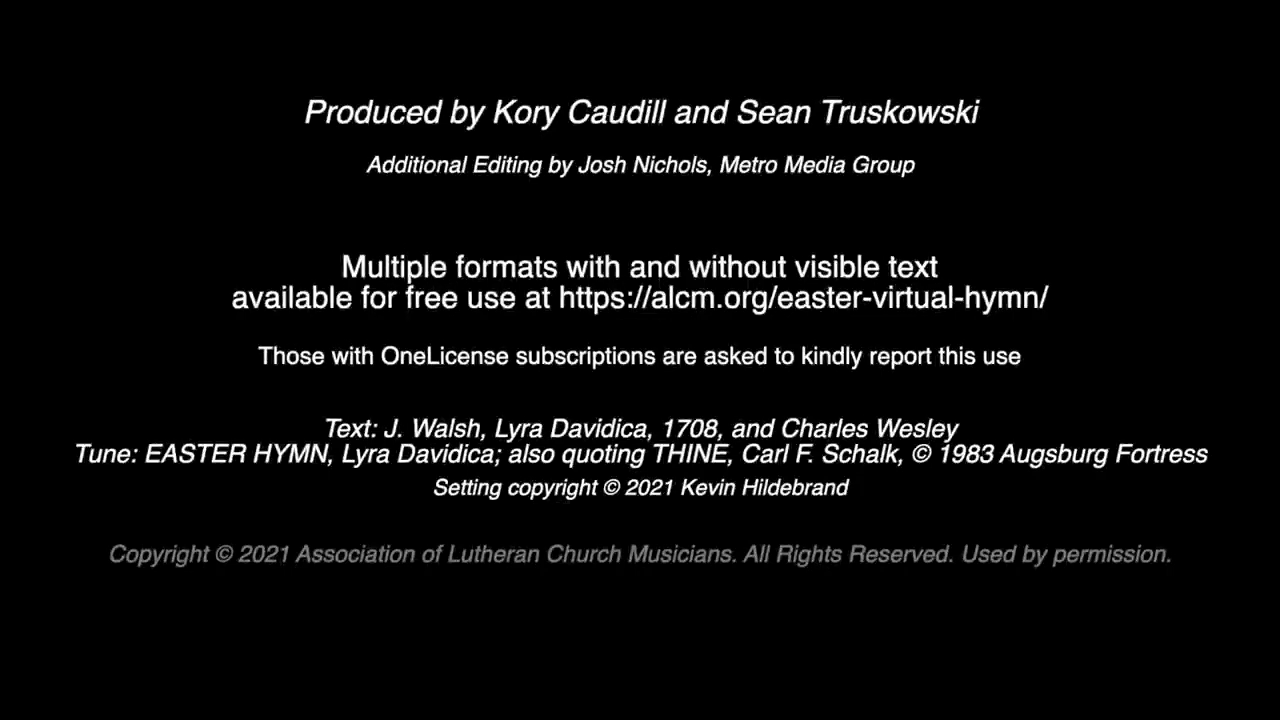 Produced by Kory Caudill and Sean Truskowski
Additional Editing by Josh Nichols, Metro Media Group
Multiple formats with and without visible text
available for free use at https://alcm.org/easter-virtual-hymn/
Those with OneLicense subscriptions are asked to kindly report this use
Text: J. Walsh, Lyra Davidica, 1708, and Charles Wesley
Tune: EASTER HYMN, Lyra Davidica; also quoting THINE, Carl F. Schalk, © 1983 Augsburg Fortress
Setting copyright © 2021 Kevin Hildebrand
Copyright © 2021 Association of Lutheran Church Musicians. All Rights Reserved. Used by permission.